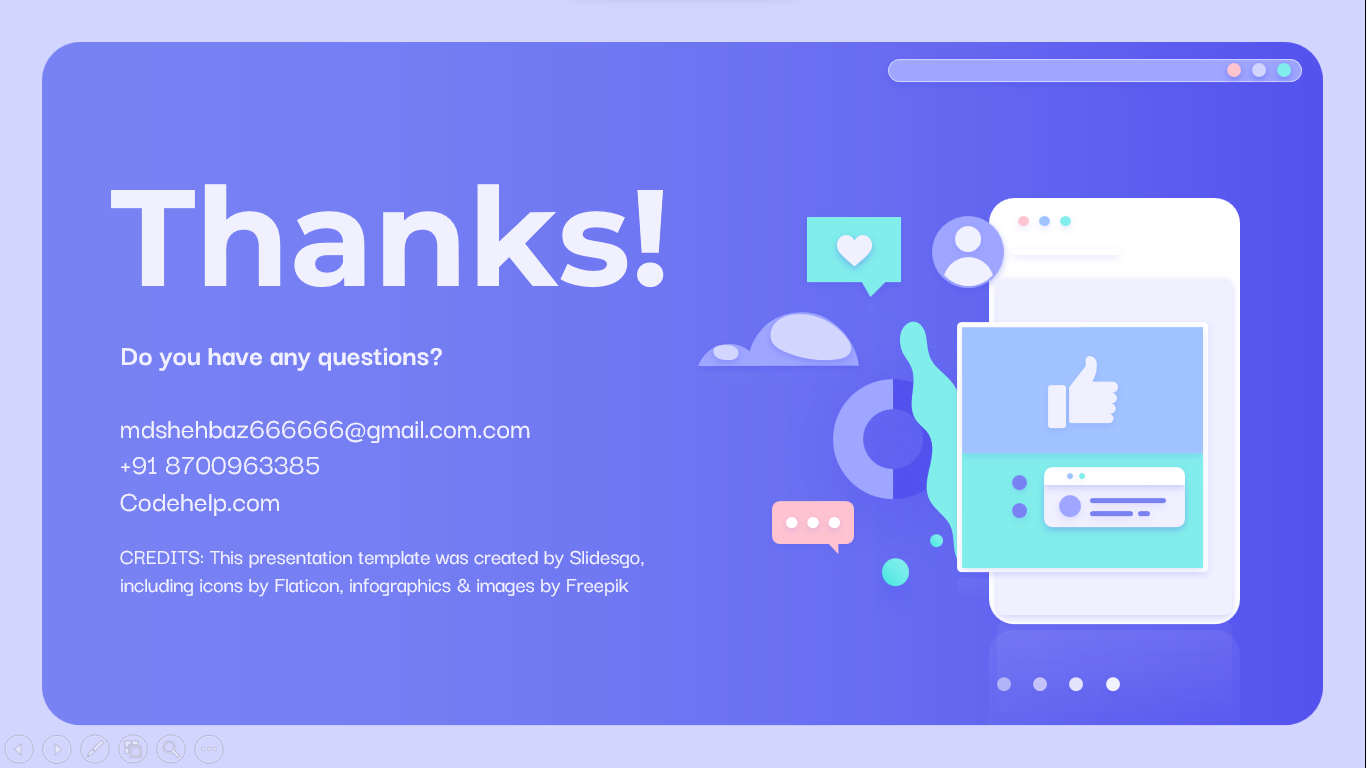 Thanks!
Do you have any questions?
mdshehbaz666666@gmail.com.com
+91 8700963385
Codehelp.com
CREDITS: This presentation template was created by Slidesgo,
including icons by Flaticon, infographics & images by Freepik